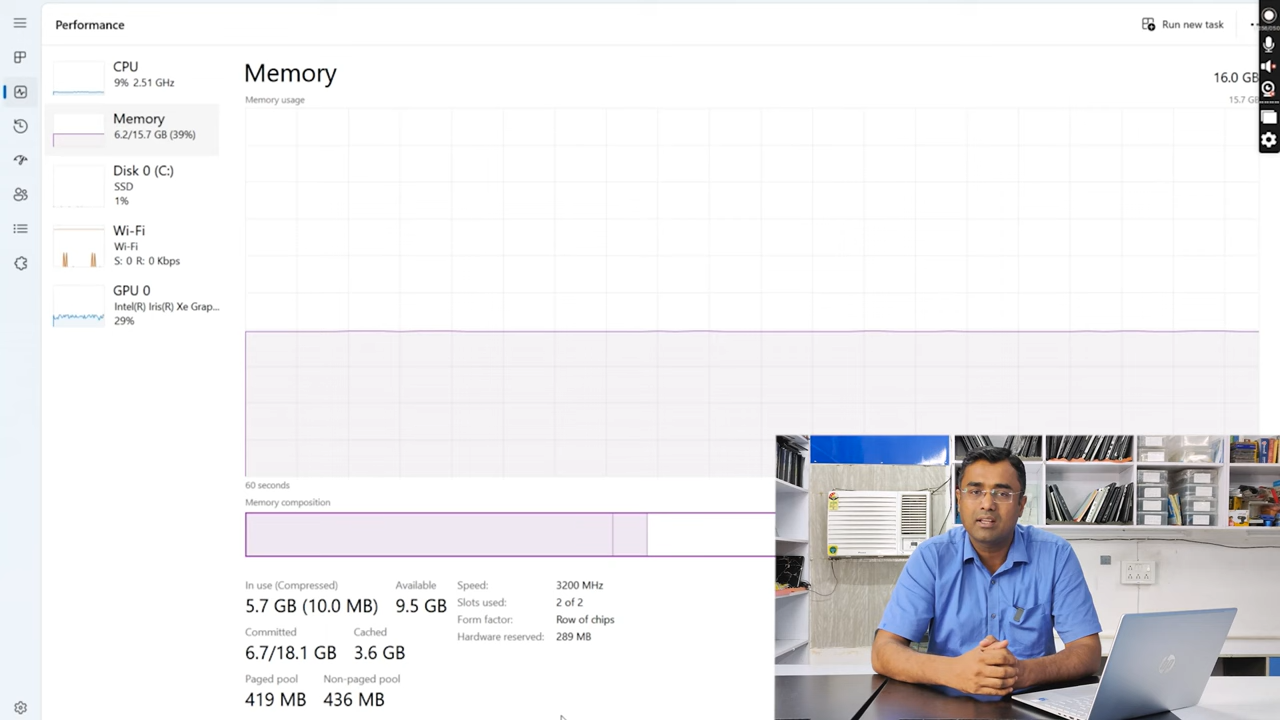 Performance
Run new task
CPU
9% 2.51 GHz
Memory
6.2/15.7 GB (39%)
Disk 0 (C:)
SSD
1%
Wi-Fi
Wi-Fi
S: 0 R: 0 Kbps
GPU 0
Intel(R) Iris(R) Xe Grap...
29%
Memory
16.0 GB
Memory usage
15.7 GB
60 seconds
Memory composition
In use (Compressed)
5.7 GB (10.0 MB)
Available
9.5 GB
Committed
6.7/18.1 GB
Cached
3.6 GB
Paged pool
419 MB
Non-paged pool
436 MB
Speed: 3200 MHz
Slots used: 2 of 2
Form factor: Row of chips
Hardware reserved: 289 MB
hp